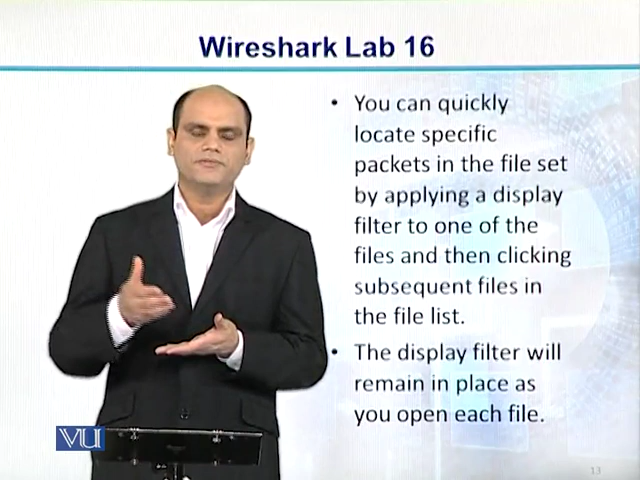 Wireshark Lab 16
• You can quickly
locate specific
packets in the file set
by applying a display
filter to one of the
files and then clicking
subsequent files in
the file list.
• The display filter will
remain in place as
you open each file.
VU
13